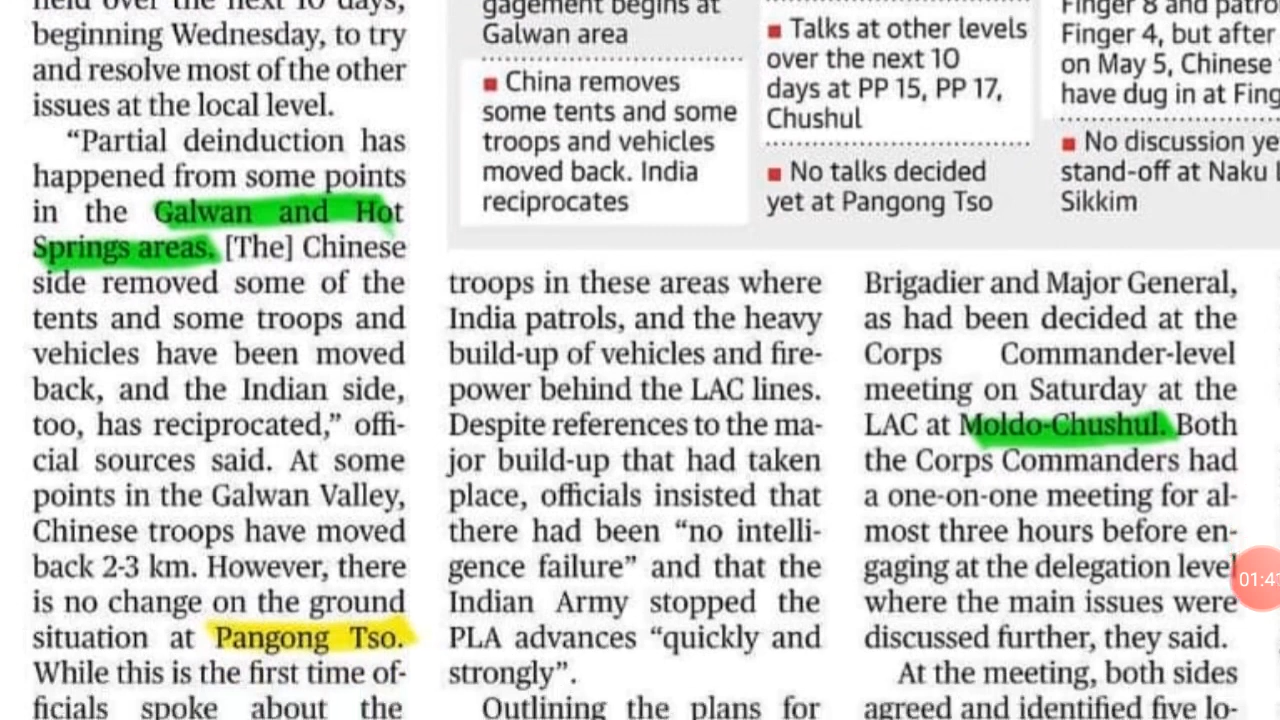 held over the next 10 days,
beginning Wednesday, to try
and resolve most of the other
issues at the local level.
“Partial deinduction has
happened from some points
in the Galwan and Hot
Springs areas. [The] Chinese
side removed some of the
tents and some troops and
vehicles have been moved
back, and the Indian side,
too, has reciprocated,” offi-
cial sources said. At some
points in the Galwan Valley,
Chinese troops have moved
back 2-3 km. However, there
is no change on the ground
situation at Pangong Tso.
While this is the first time of-
ficials spoke about the
gagement begins at
Galwan area
■ China removes
some tents and some
troops and vehicles
moved back. India
reciprocates
■ Talks at other levels
over the next 10
days at PP 15, PP 17,
Chushul
■ No talks decided
yet at Pangong Tso
Finger 8 and patro
Finger 4, but after
on May 5, Chinese
have dug in at Fing
■ No discussion ye
stand-off at Naku L
Sikkim
troops in these areas where
India patrols, and the heavy
build-up of vehicles and fire-
power behind the LAC lines.
Despite references to the ma-
jor build-up that had taken
place, officials insisted that
there had been “no intelli-
gence failure” and that the
Indian Army stopped the
PLA advances “quickly and
strongly”.
Outlining the plans for
Brigadier and Major General,
as had been decided at the
Corps Commander-level
meeting on Saturday at the
LAC at Moldo-Chushul. Both
the Corps Commanders had
a one-on-one meeting for al-
most three hours before en-
gaging at the delegation level
where the main issues were
discussed further, they said.
At the meeting, both sides
agreed and identified five lo-
01:4